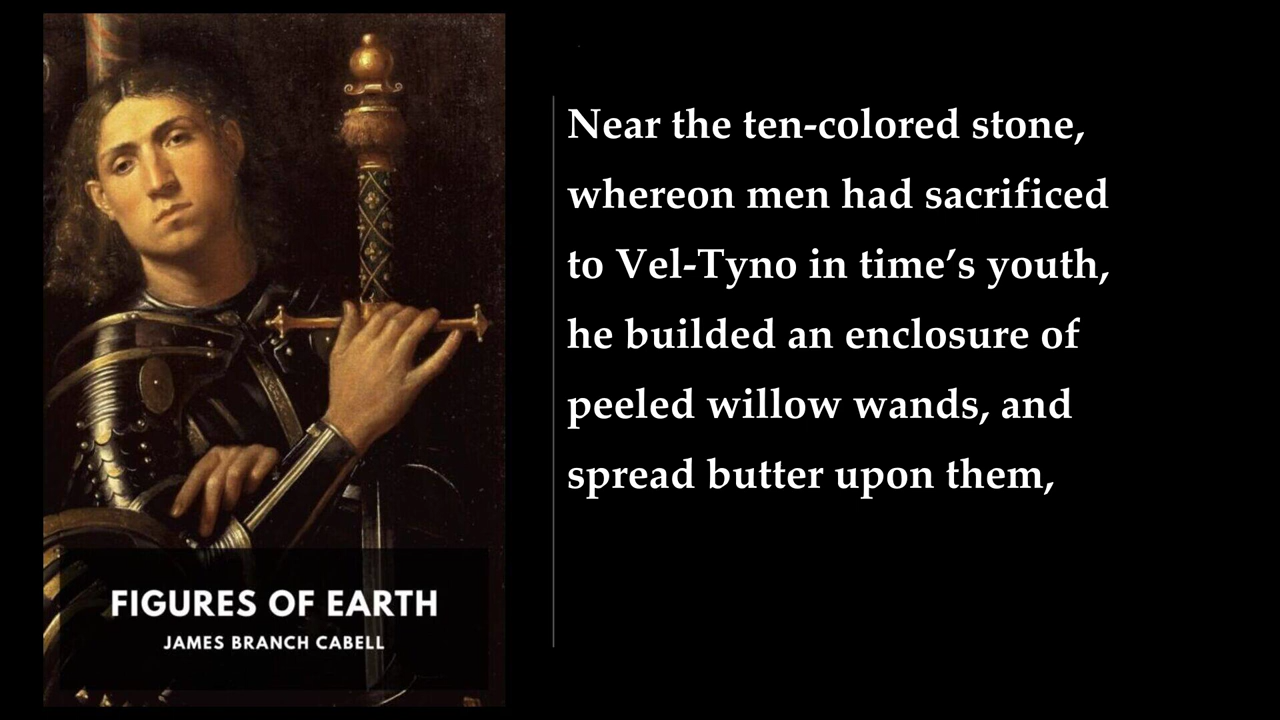 FIGURES OF EARTH
JAMES BRANCH CABELL
Near the ten-colored stone,
whereon men had sacrificed
to Vel-Tyno in time’s youth,
he builded an enclosure of
peeled willow wands, and
spread butter upon them,